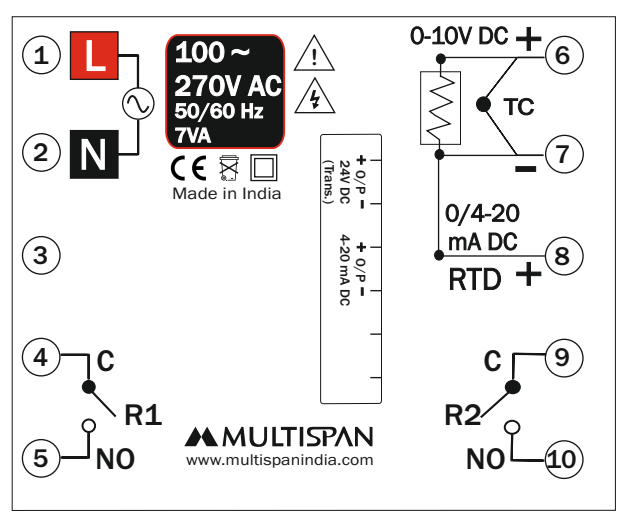 1 L
100 ~
270V AC
50/60 Hz
7VA
2 N
CE
Made in India
3
4 C
R1
5 NO
+ O/P −
24V DC
(Trans.)
+ O/P −
4-20 mA DC
MULTISPAN
www.multispanindia.com
0-10V DC + 6
TC
− 7
0/4-20
mA DC
RTD + 8
C 9
R2
NO 10